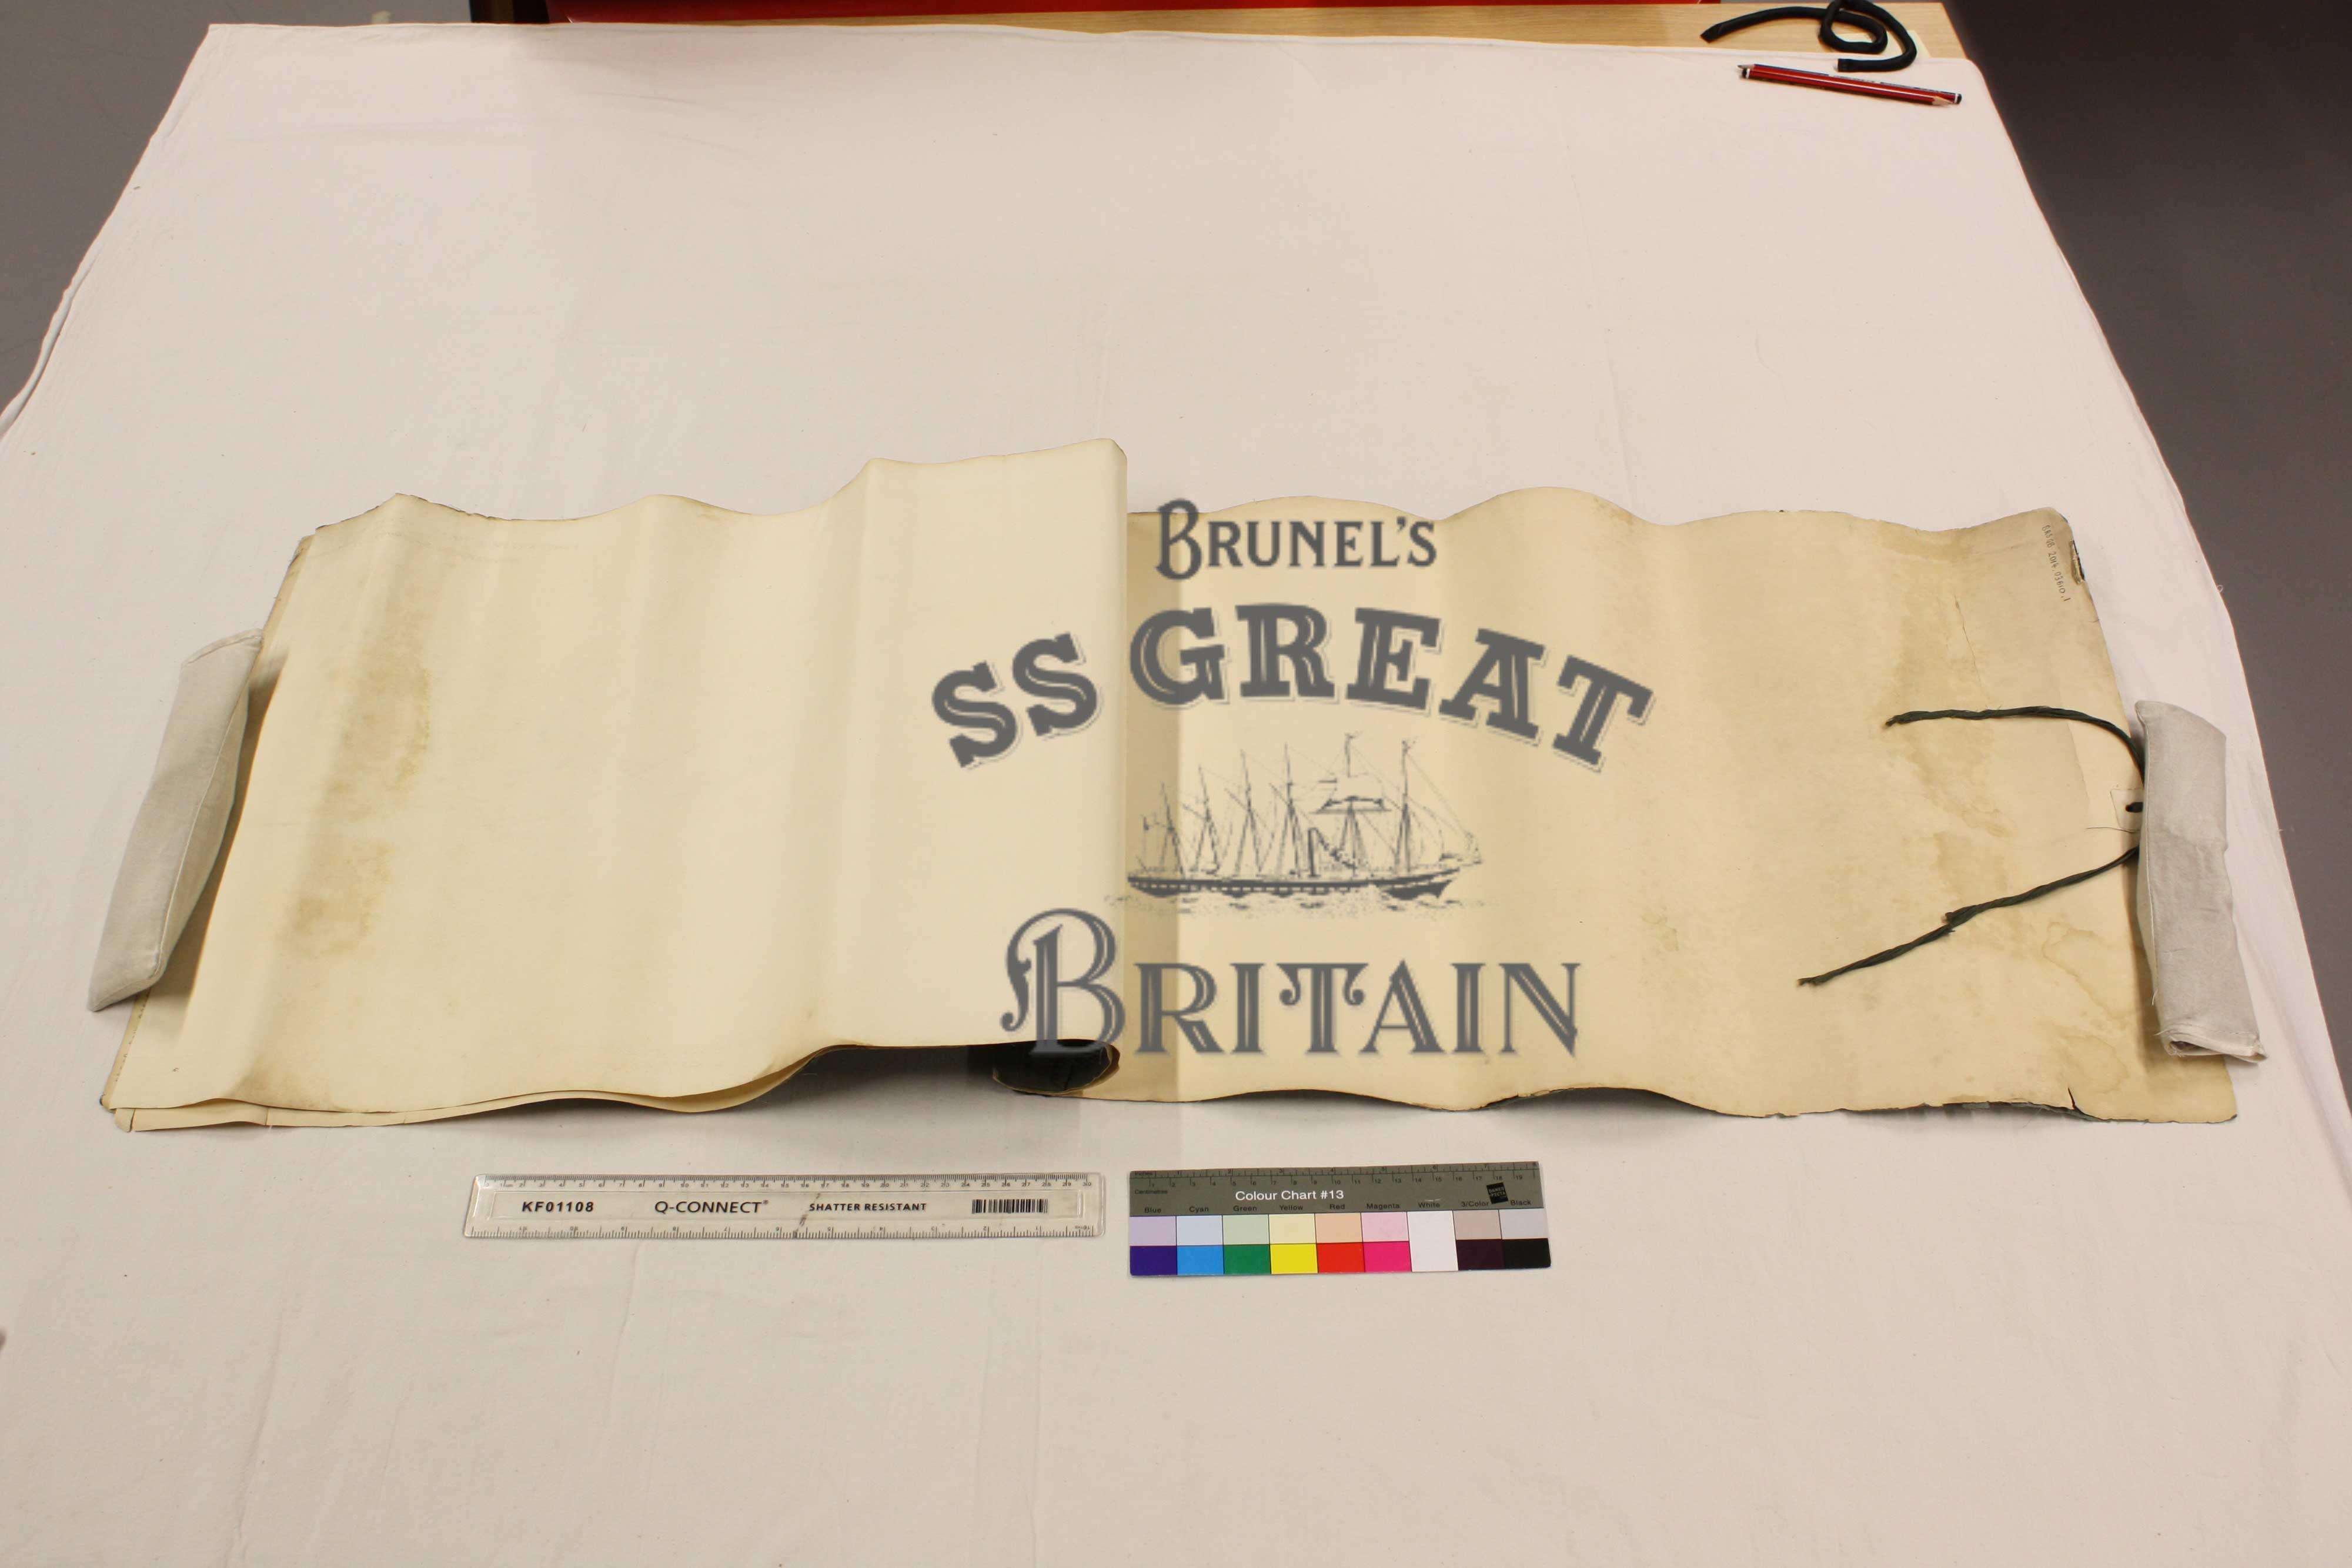 BRUNEL'S
SS GREAT
BRITAIN
KF01108 Q-CONNECT® SHATTER RESISTANT
Colour Chart #13
Blue Cyan Green Yellow Red Magenta White 3/Color Black